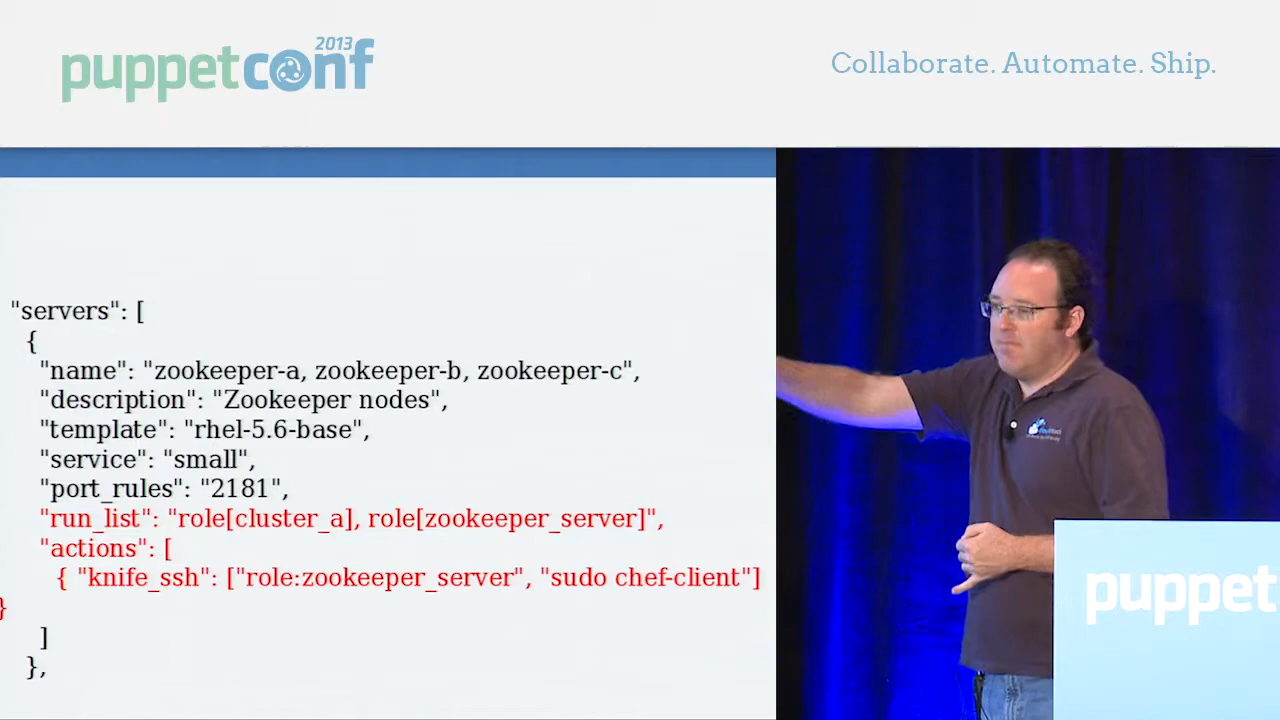 puppetconf 2013
Collaborate. Automate. Ship.
"servers": [
{
"name": "zookeeper-a, zookeeper-b, zookeeper-c",
"description": "Zookeeper nodes",
"template": "rhel-5.6-base",
"service": "small",
"port_rules": "2181",
"run_list": "role[cluster_a], role[zookeeper_server]",
"actions": [
{ "knife_ssh": ["role:zookeeper_server", "sudo chef-client"]
}
]
},
puppet